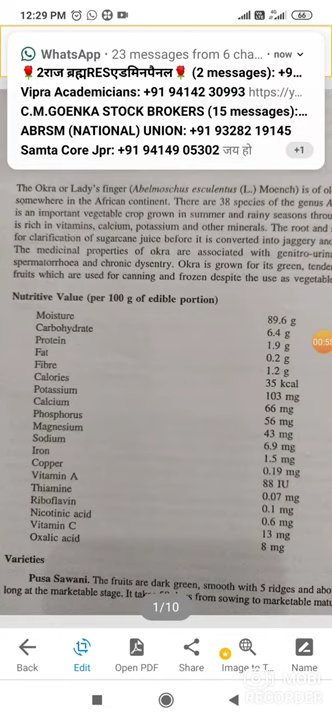 12:29 PM
66
WhatsApp • 23 messages from 6 cha... • now
🌹2राज ब्रह्मRESएडमिनपैनल🌹 (2 messages): +9...
Vipra Academicians: +91 94142 30993 https://y...
C.M.GOENKA STOCK BROKERS (15 messages):...
ABRSM (NATIONAL) UNION: +91 93282 19145
Samta Core Jpr: +91 94149 05302 जय हो
+1
The Okra or Lady's finger (Abelmoschus esculentus (L.) Moench) is of ol
somewhere in the African continent. There are 38 species of the genus A
is an important vegetable crop grown in summer and rainy seasons throu
is rich in vitamins, calcium, potassium and other minerals. The root and
for clarification of sugarcane juice before it is converted into jaggery and
The medicinal properties of okra are associated with genitro-urina
spermatorrhoea and chronic dysentry. Okra is grown for its green, tende
fruits which are used for canning and frozen despite the use as vegetable
Nutritive Value (per 100 g of edible portion)
Moisture 89.6 g
Carbohydrate 6.4 g
Protein 1.9 g
Fat 0.2 g
Fibre 1.2 g
Calories 35 kcal
Potassium 103 mg
Calcium 66 mg
Phosphorus 56 mg
Magnesium 43 mg
Sodium 6.9 mg
Iron 1.5 mg
Copper 0.19 mg
Vitamin A 88 IU
Thiamine 0.07 mg
Riboflavin 0.1 mg
Nicotinic acid 0.6 mg
Vitamin C 13 mg
Oxalic acid 8 mg
00:5
Varieties
Pusa Sawani. The fruits are dark green, smooth with 5 ridges and abo
long at the marketable stage. It from sowing to marketable matu
1/10
Back
Edit
Open PDF
Share
Image to T...
Name
RECORDER